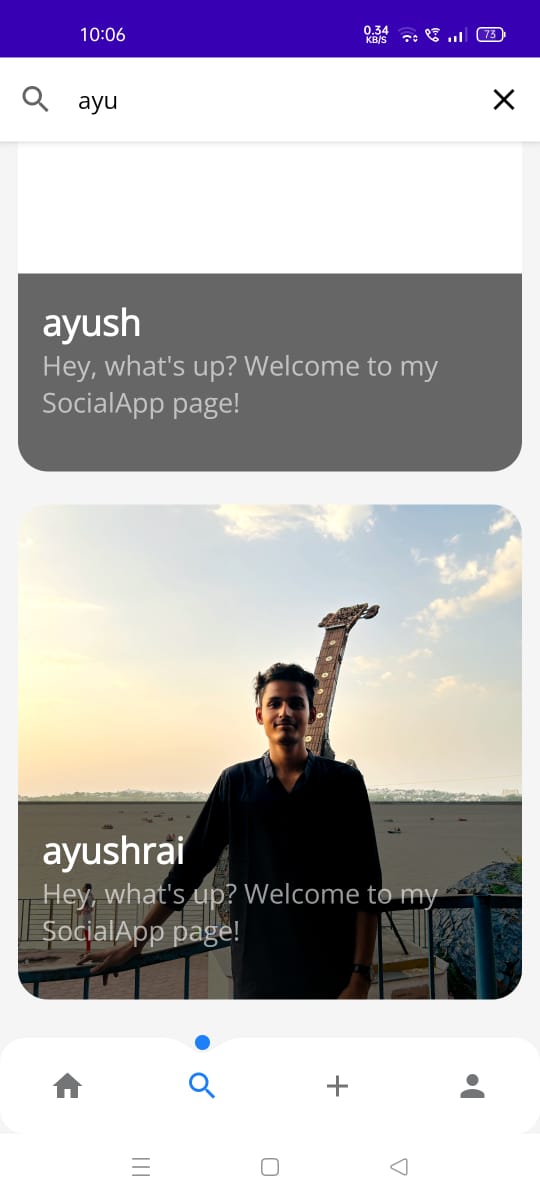 10:06
0.34
KB/S
73
ayu
ayush
Hey, what's up? Welcome to my
SocialApp page!
ayushrai
Hey, what's up? Welcome to my
SocialApp page!